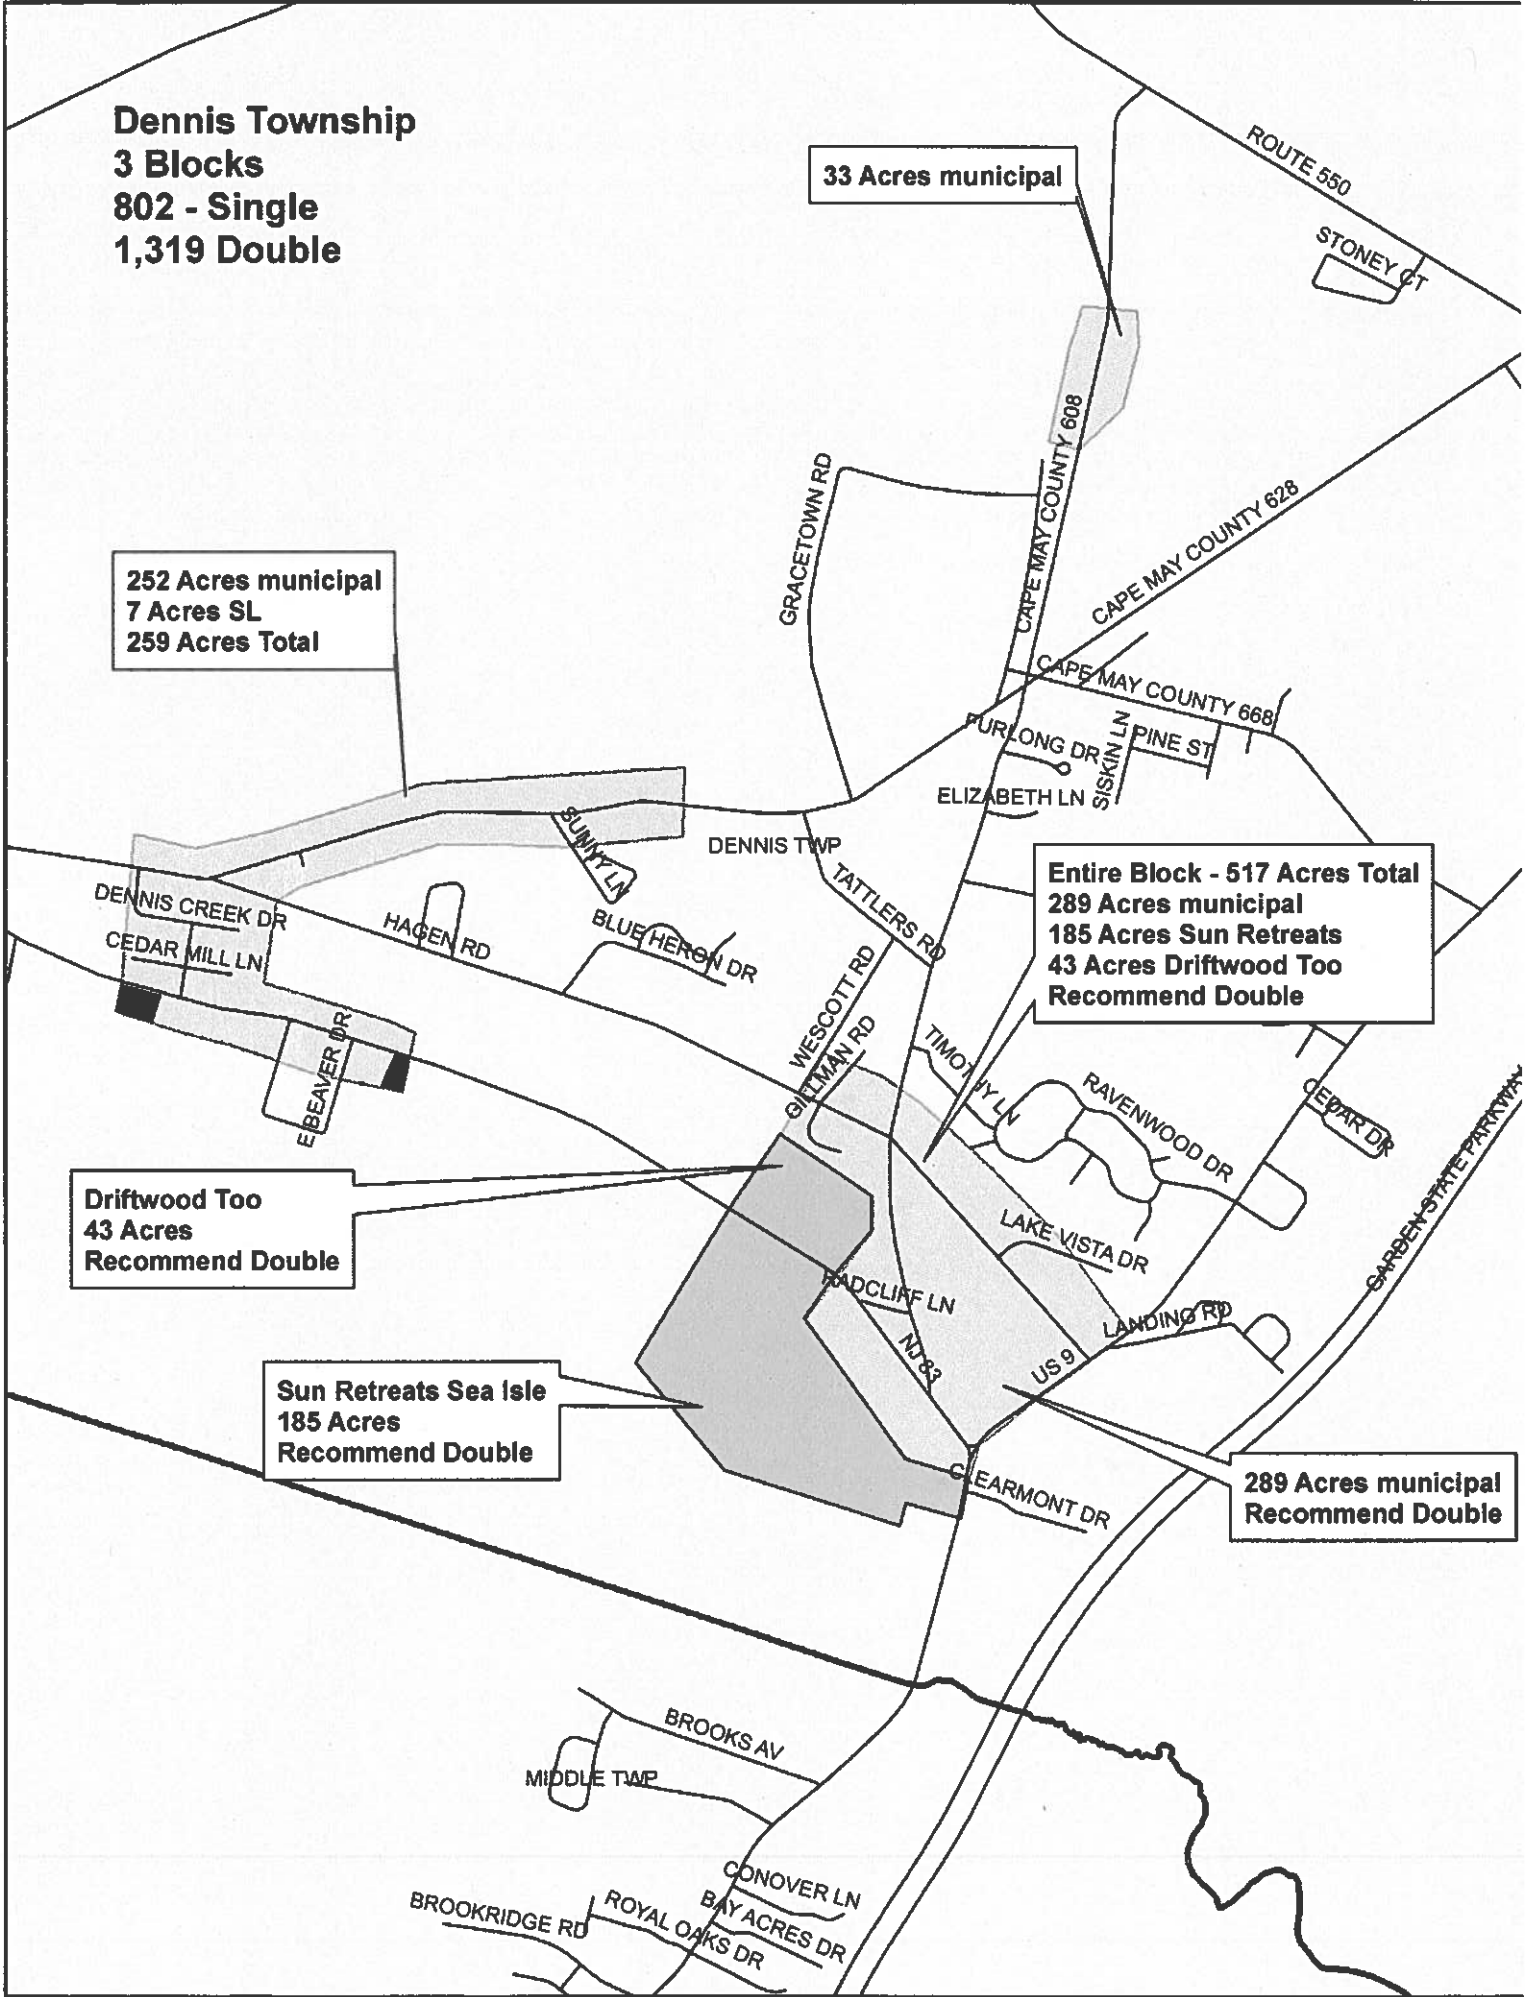 Dennis Township
3 Blocks
802 - Single
1,319 Double
33 Acres municipal
ROUTE 550
STONEY CT
CAPE MAY COUNTY 608
GRACETOWN RD
CAPE MAY COUNTY 628
252 Acres municipal
7 Acres SL
259 Acres Total
CAPE MAY COUNTY 668
FURLONG DR
SISKIN LN
PINE ST
ELIZABETH LN
SUNNY LN
DENNIS TWP
TATTLERS RD
Entire Block - 517 Acres Total
289 Acres municipal
185 Acres Sun Retreats
43 Acres Driftwood Too
Recommend Double
DENNIS CREEK DR
CEDAR MILL LN
HAGEN RD
BLUE HERON DR
WESCOTT RD
GILLMAN RD
E BEAVER DR
TIMOTHY LN
RAVENWOOD DR
CEDAR DR
GARDEN STATE PARKWAY
Driftwood Too
43 Acres
Recommend Double
LAKE VISTA DR
RADCLIFF LN
LANDING RD
NJ 83
US 9
Sun Retreats Sea Isle
185 Acres
Recommend Double
CLEARMONT DR
289 Acres municipal
Recommend Double
BROOKS AV
MIDDLE TWP
CONOVER LN
BAY ACRES DR
ROYAL OAKS DR
BROOKRIDGE RD